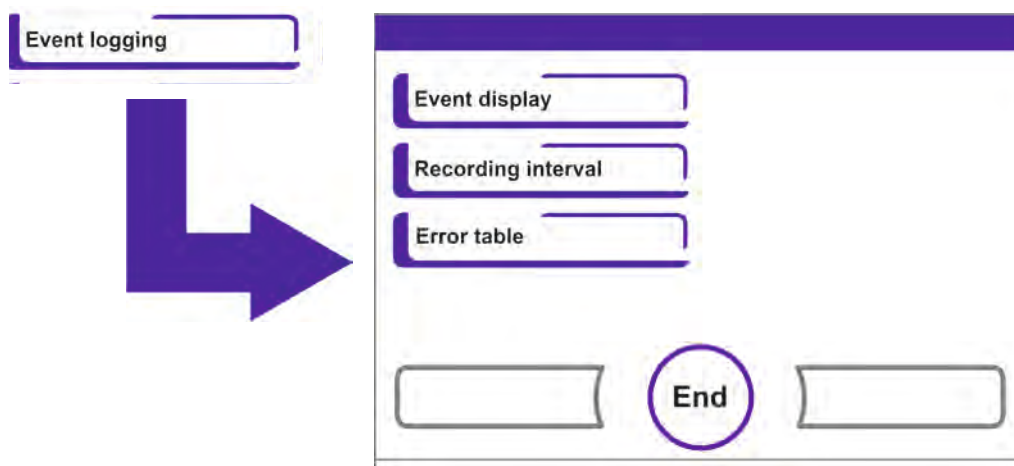 Event logging
Event display
Recording interval
Error table
End